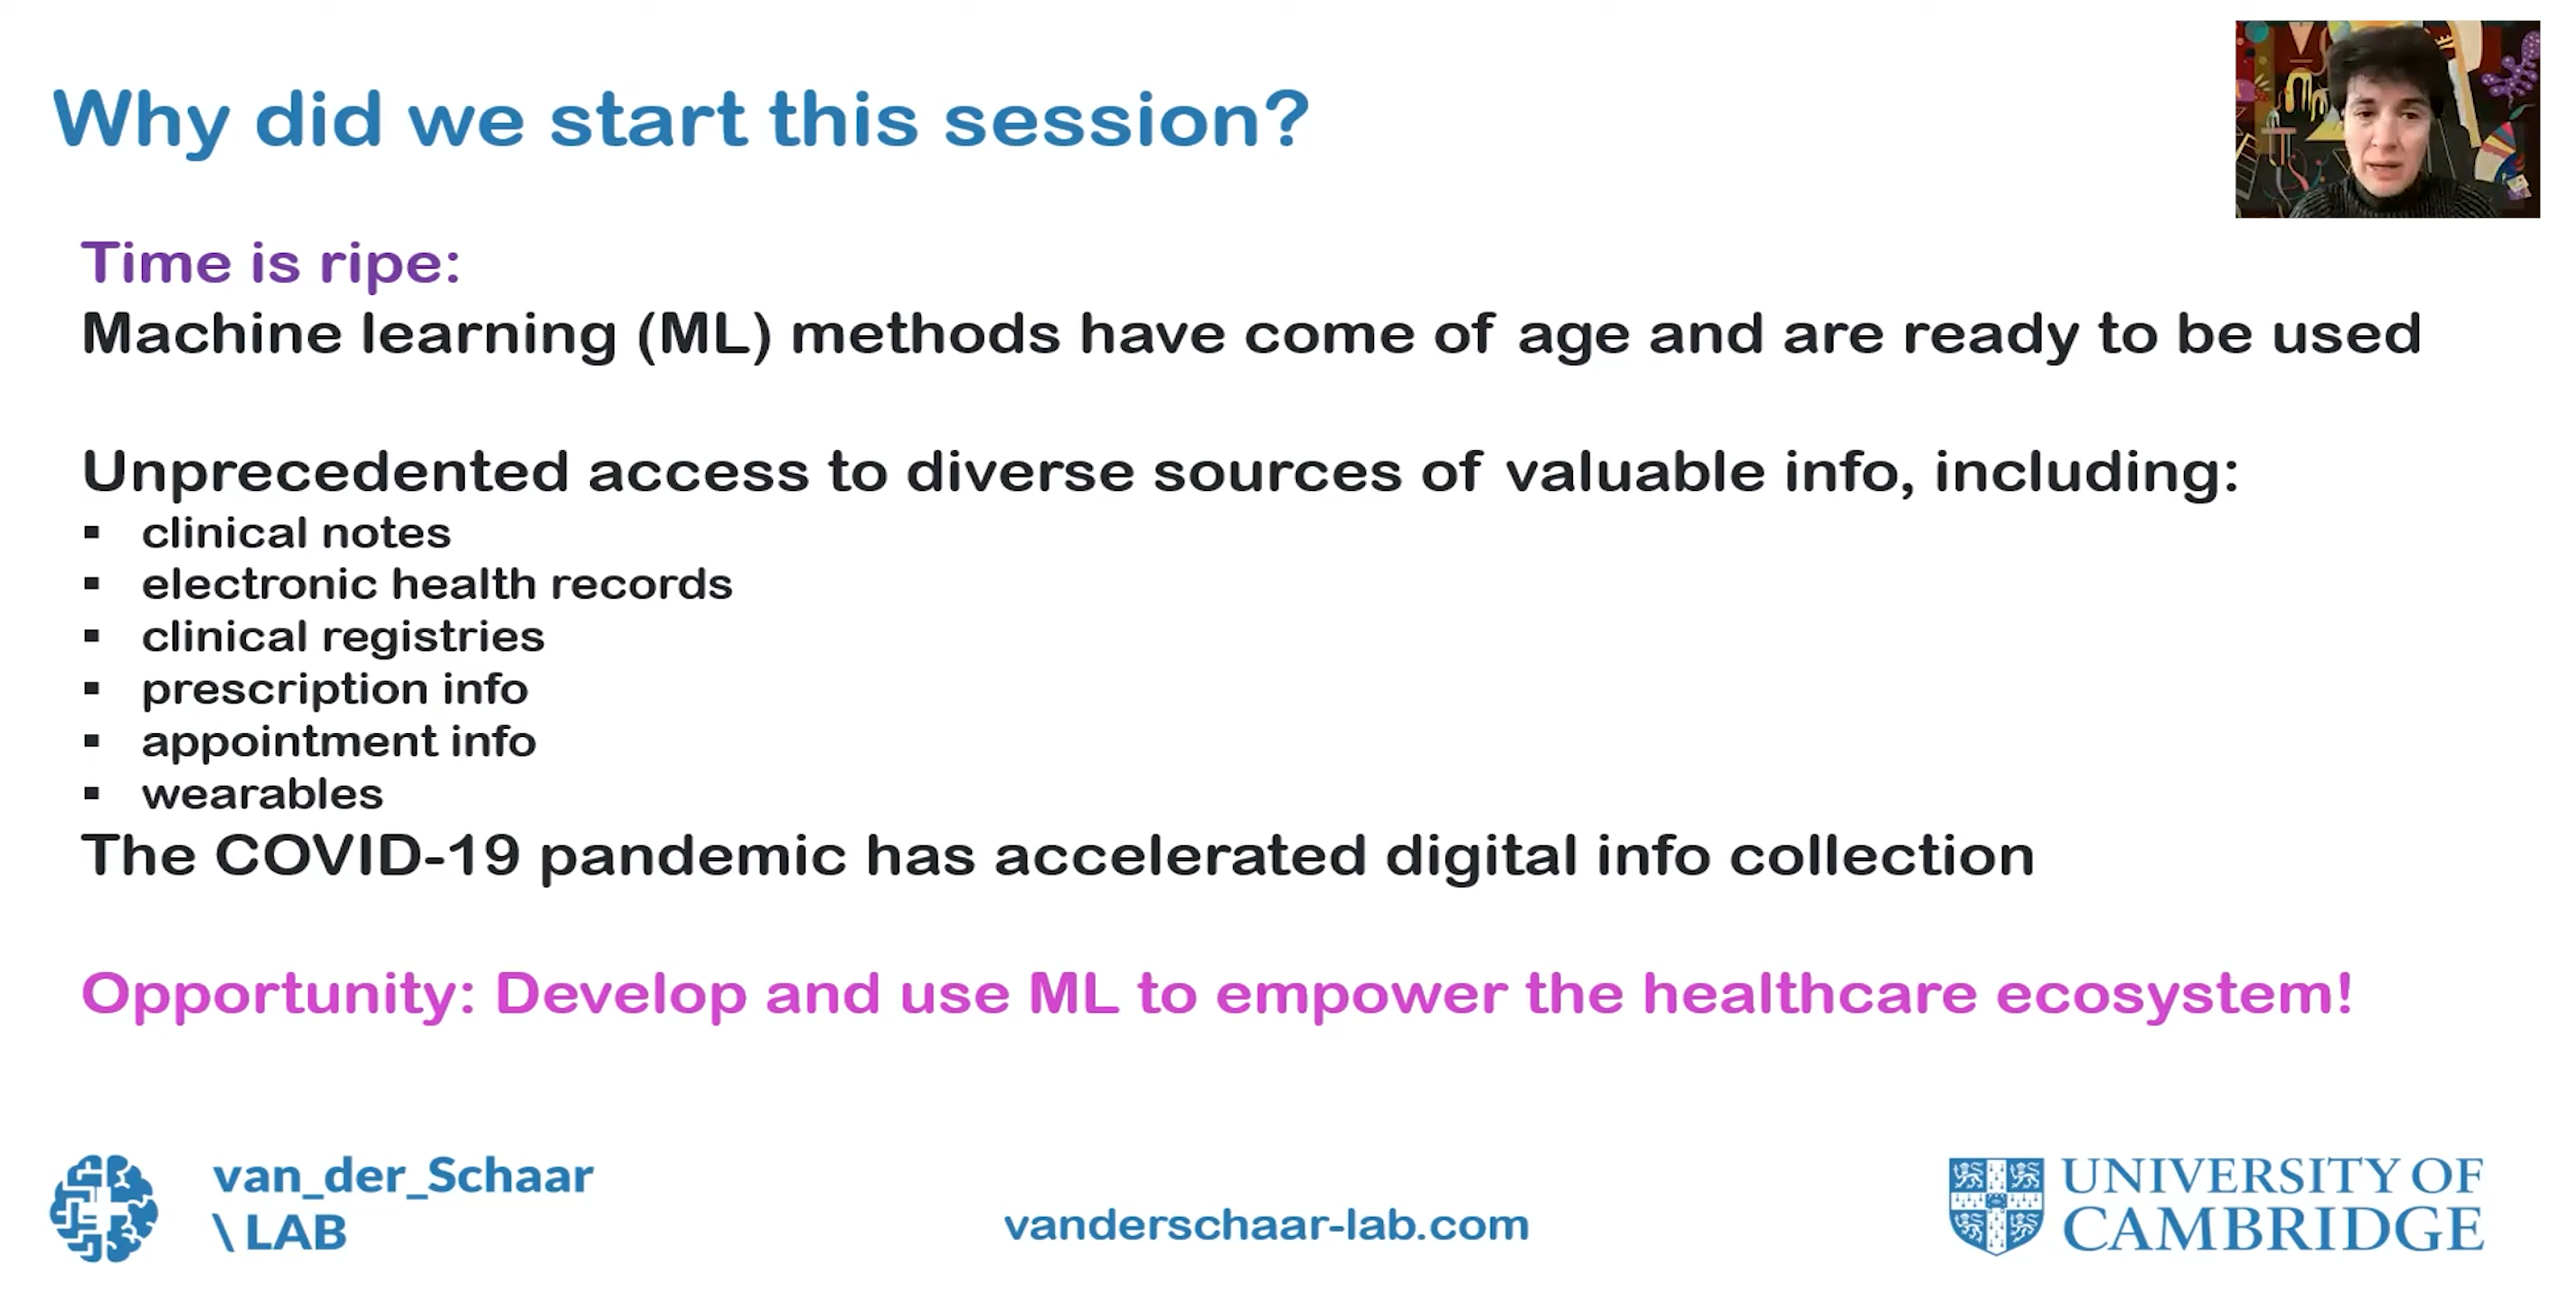 Why did we start this session?
Time is ripe:
Machine learning (ML) methods have come of age and are ready to be used
Unprecedented access to diverse sources of valuable info, including:
▪ clinical notes
▪ electronic health records
▪ clinical registries
▪ prescription info
▪ appointment info
▪ wearables
The COVID-19 pandemic has accelerated digital info collection
Opportunity: Develop and use ML to empower the healthcare ecosystem!
van_der_Schaar
\ LAB
vanderschaar-lab.com
UNIVERSITY OF
CAMBRIDGE